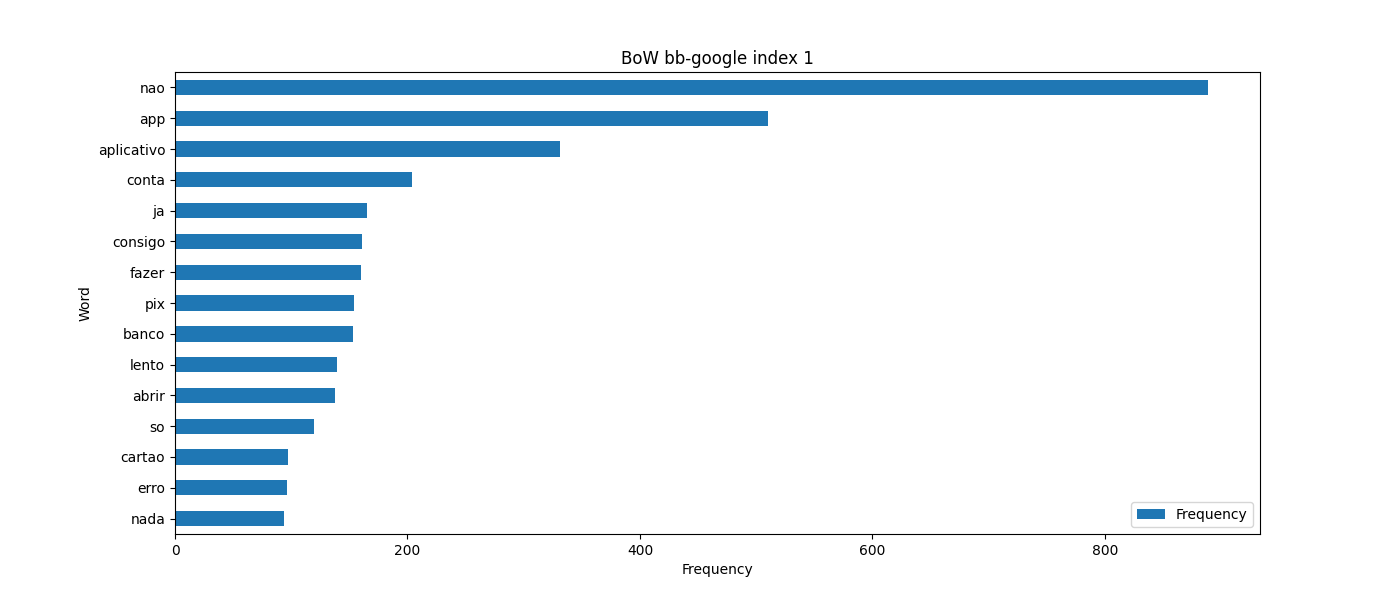 BoW bb-google index 1
nao
app
aplicativo
conta
ja
consigo
fazer
pix
banco
lento
abrir
so
cartao
erro
nada
Word
Frequency
0 200 400 600 800
Frequency